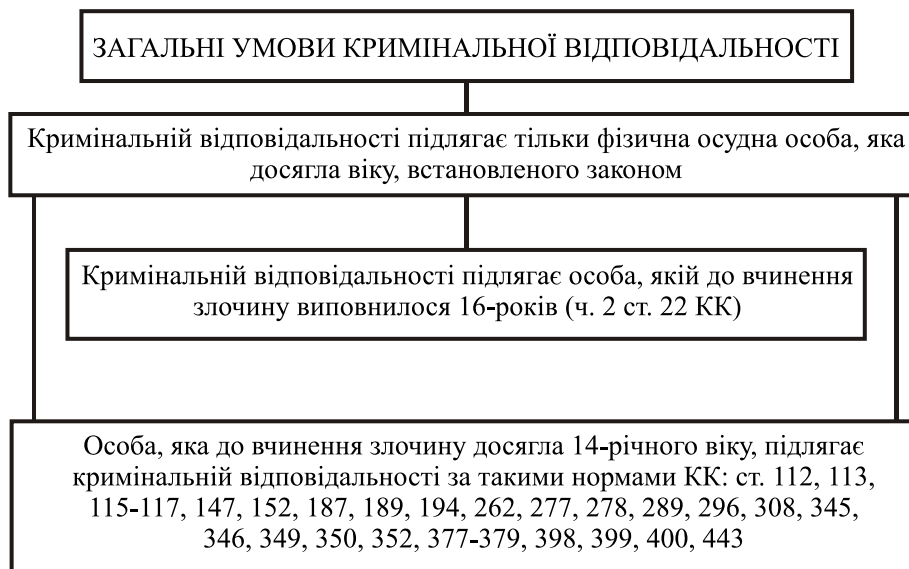 ЗАГАЛЬНІ УМОВИ КРИМІНАЛЬНОЇ ВІДПОВІДАЛЬНОСТІ
Кримінальній відповідальності підлягає тільки фізична осудна особа, яка
досягла віку, встановленого законом
Кримінальній відповідальності підлягає особа, якій до вчинення
злочину виповнилося 16-років (ч. 2 ст. 22 КК)
Особа, яка до вчинення злочину досягла 14-річного віку, підлягає
кримінальній відповідальності за такими нормами КК: ст. 112, 113,
115-117, 147, 152, 187, 189, 194, 262, 277, 278, 289, 296, 308, 345,
346, 349, 350, 352, 377-379, 398, 399, 400, 443